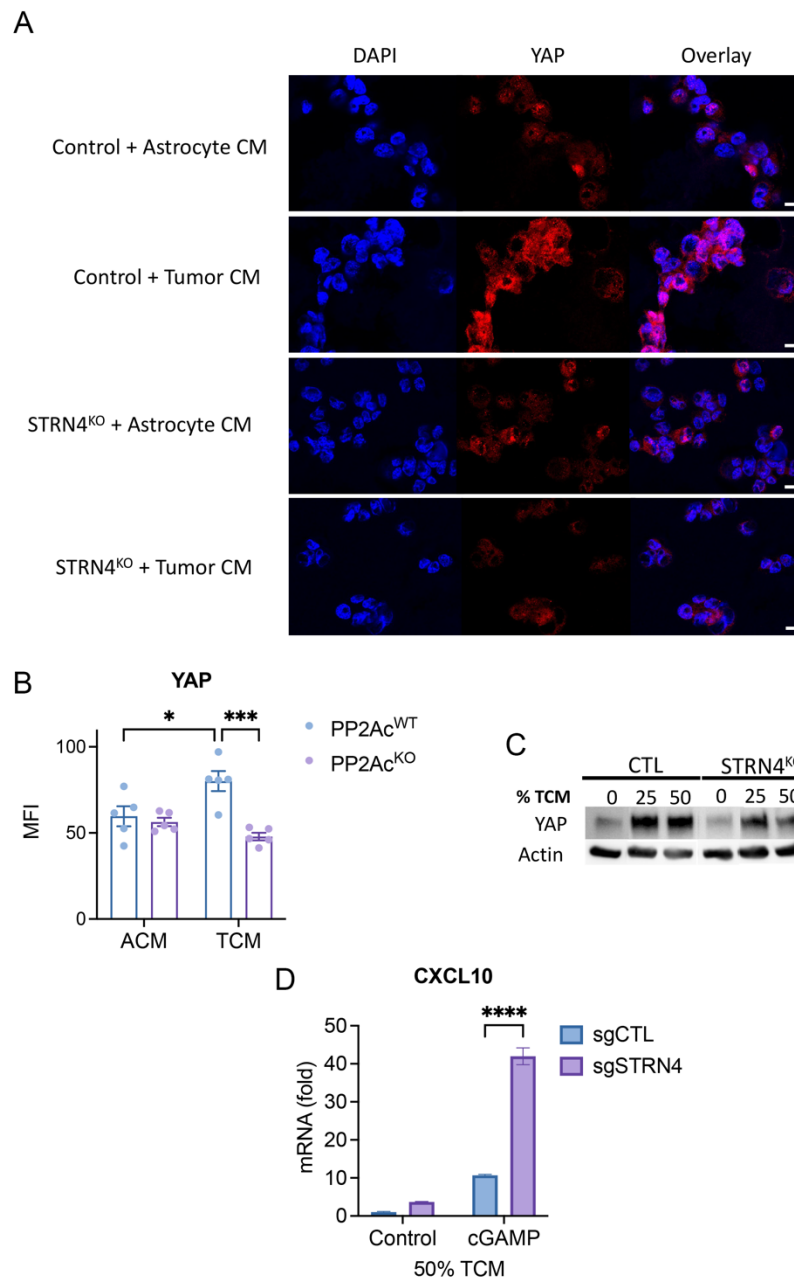 A
DAPI YAP Overlay
Control + Astrocyte CM
Control + Tumor CM
STRN4KO + Astrocyte CM
STRN4KO + Tumor CM
B
YAP
* ***
PP2AcWT
PP2AcKO
100
50
0
MFI
ACM TCM
C
CTL STRN4K
% TCM 0 25 50 0 25 50
YAP
Actin
D
CXCL10
****
sgCTL
sgSTRN4
50
40
30
20
10
0
mRNA (fold)
Control cGAMP
50% TCM